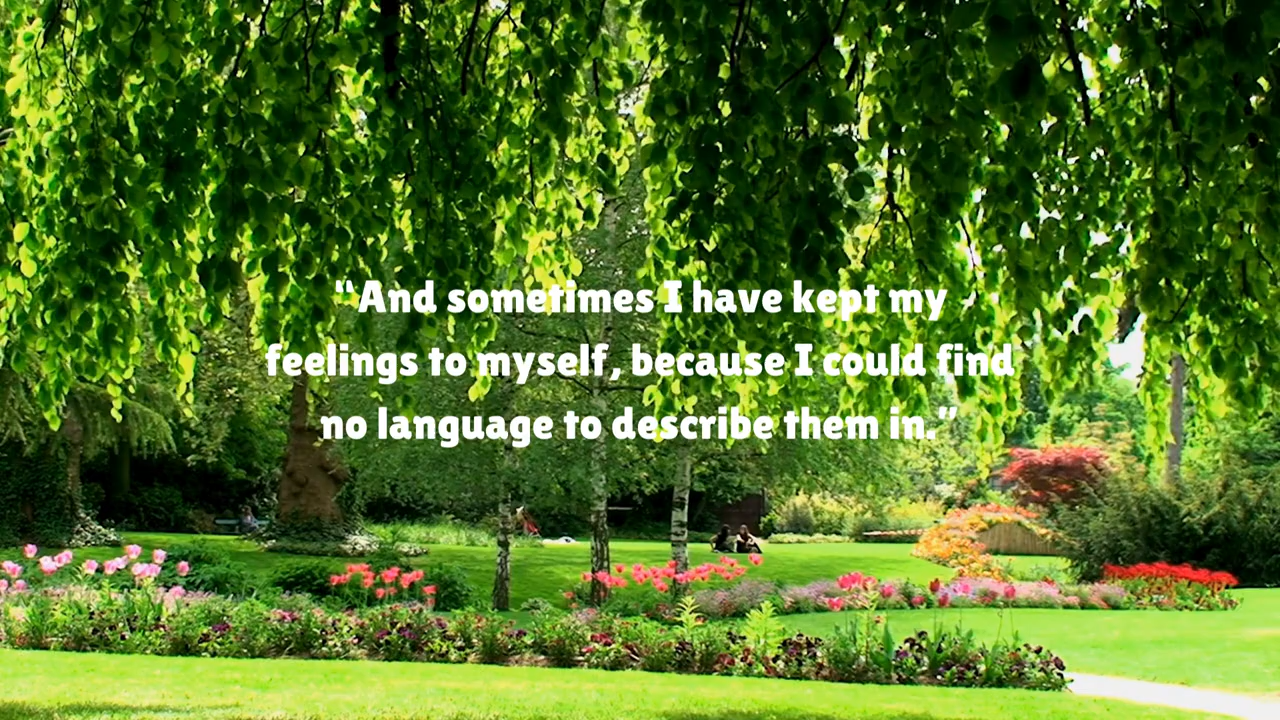 “And sometimes I have kept my
feelings to myself, because I could find
no language to describe them in.”